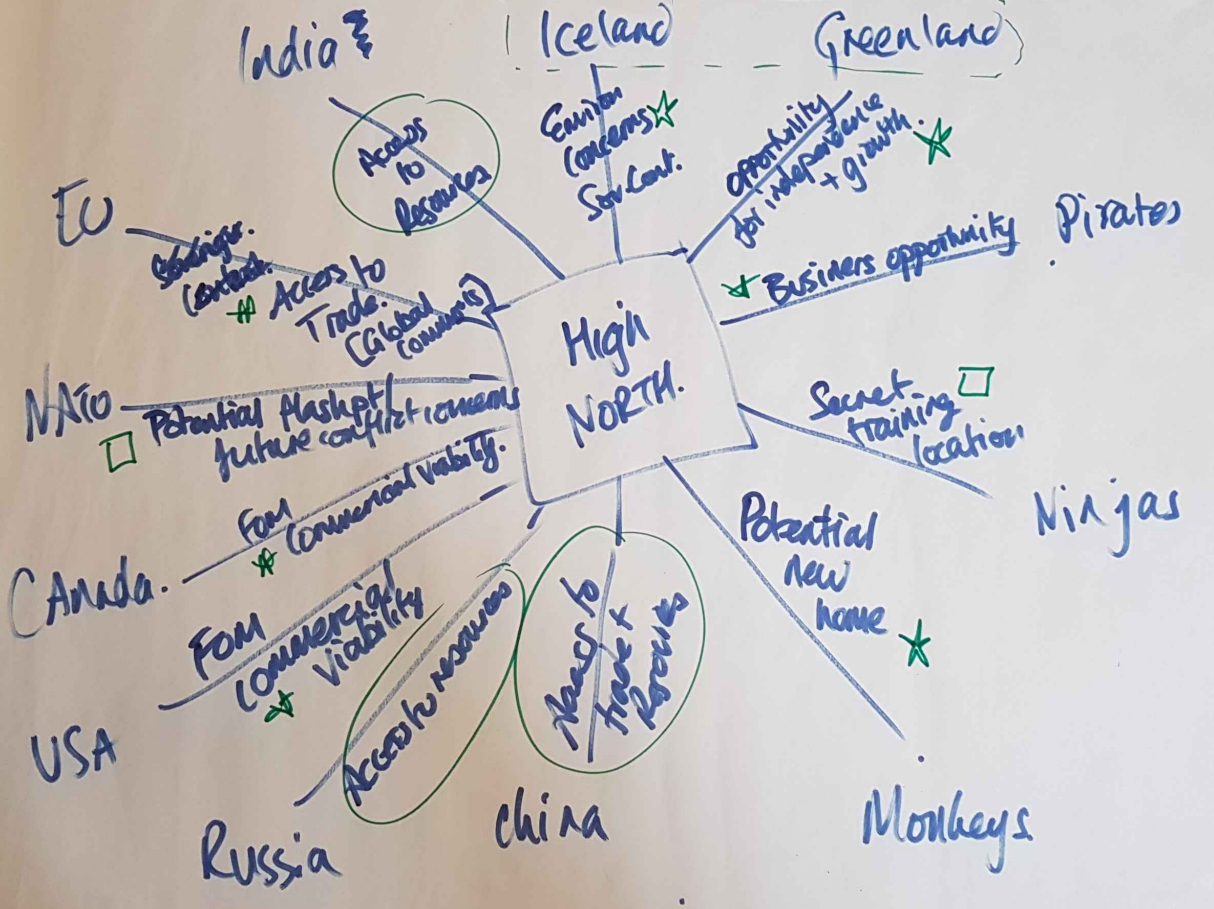 India
Iceland
Greenland
Access
to
Resources
Environ
Concerns
Sov. Cont.
opportunity
for independence
+ growth.
EU
Sovereign.
Control.
Access to
Trade.
[Global
commons]
Pirates
Business opportunity
HIGH
NORTH.
NATO
Potential flashpt/
future conflict concerns
Secret
training
location
Ninjas
CANADA.
FOM
Commercial viability.
Potential
new
home
USA
FOM
Commercial
viability
Russia
Access to resources
China
Access to
trade +
Resources
Monkeys.